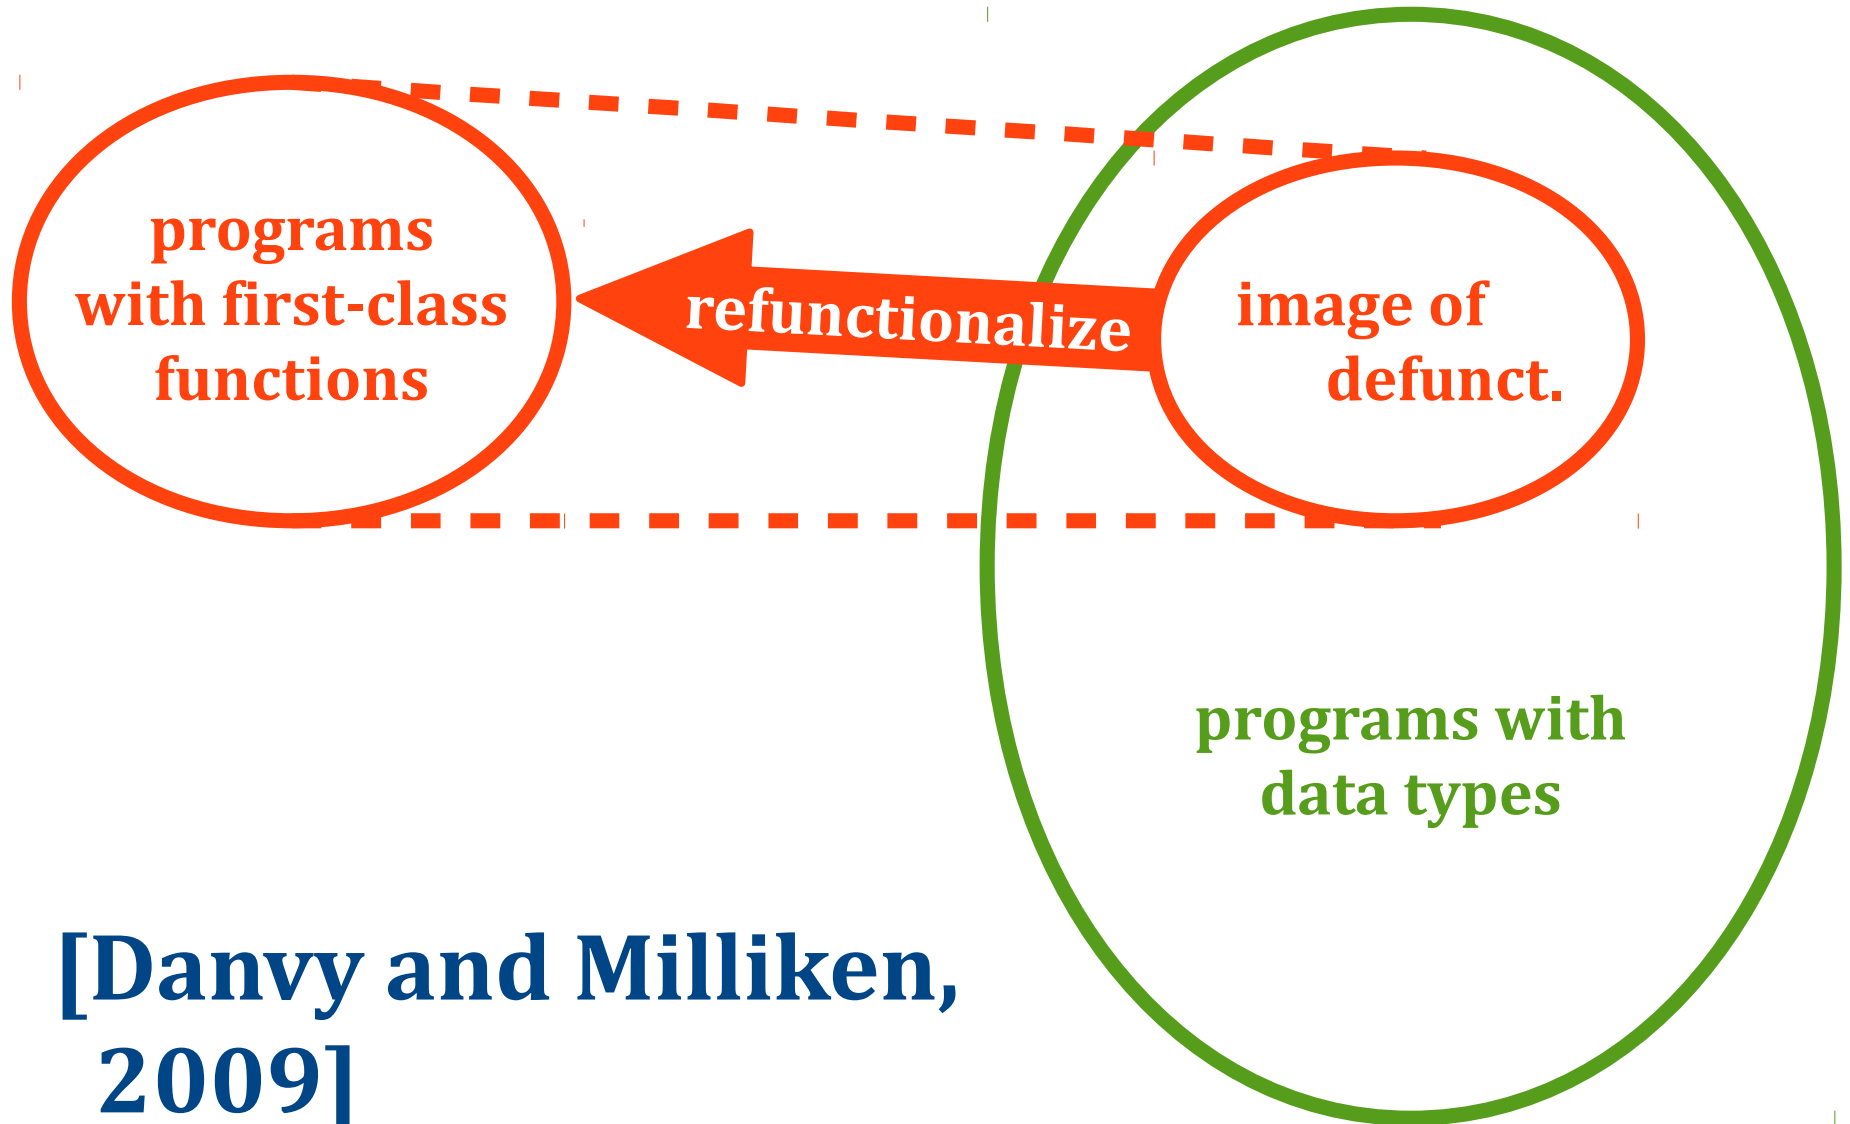 programs
with first-class
functions
refunctionalize
image of
defunct.
programs with
data types
[Danvy and Milliken,
2009]